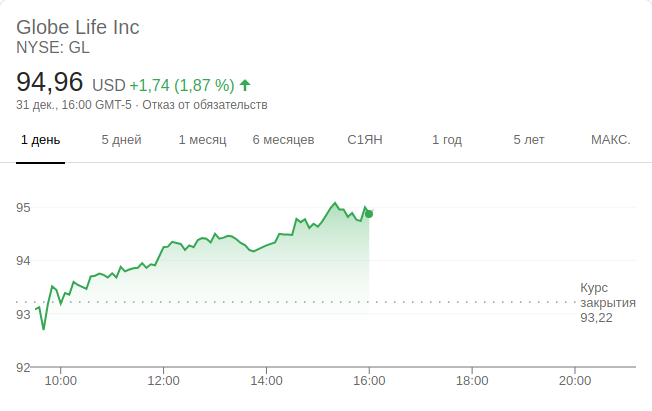 Globe Life Inc
NYSE: GL
94,96 USD +1,74 (1,87 %)
31 дек., 16:00 GMT-5 · Отказ от обязательств
1 день 5 дней 1 месяц 6 месяцев С1ЯН 1 год 5 лет МАКС.
95
94
93
92
Курс
закрытия
93,22
10:00 12:00 14:00 16:00 18:00 20:00